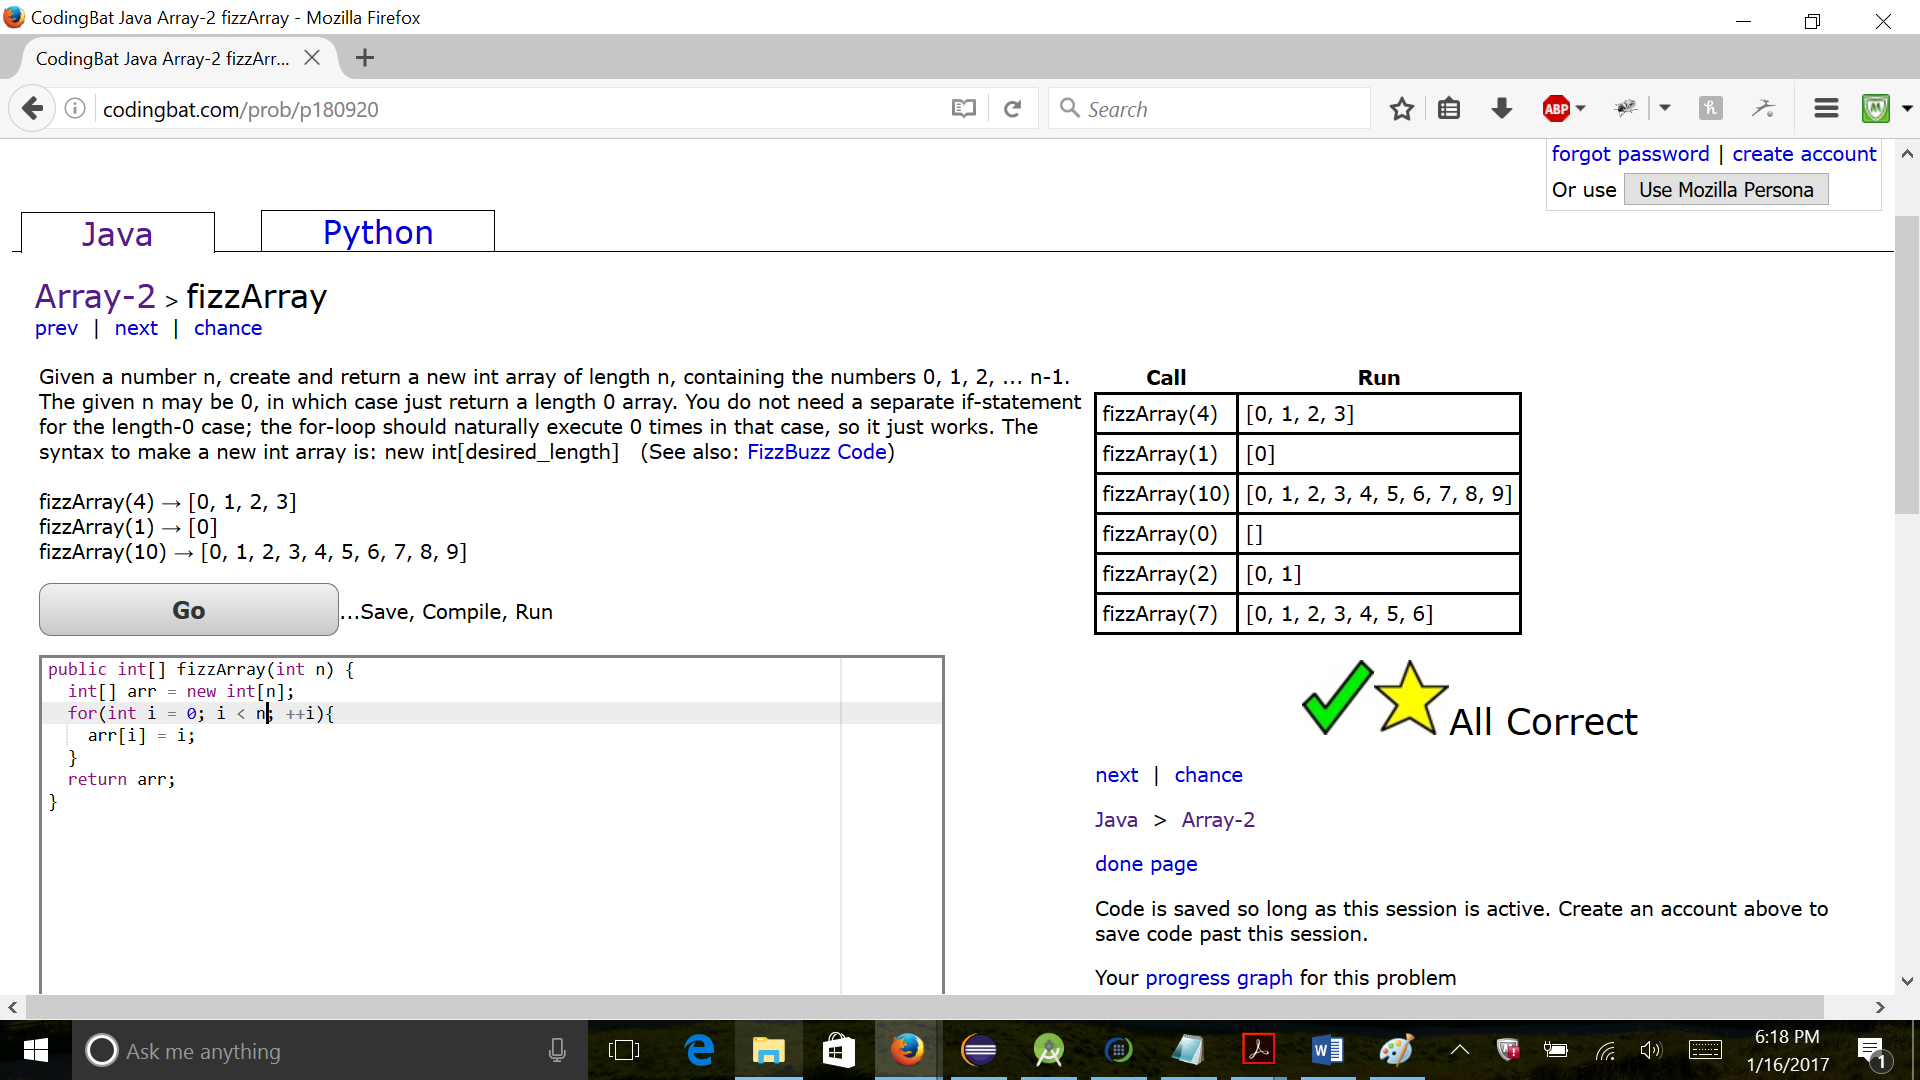 CodingBat Java Array-2 fizzArray - Mozilla Firefox
CodingBat Java Array-2 fizzArr...
codingbat.com/prob/p180920
Search
ABP
forgot password | create account
Or use Use Mozilla Persona
Java
Python
Array-2 > fizzArray
prev | next | chance
Given a number n, create and return a new int array of length n, containing the numbers 0, 1, 2, ... n-1.
The given n may be 0, in which case just return a length 0 array. You do not need a separate if-statement
for the length-0 case; the for-loop should naturally execute 0 times in that case, so it just works. The
syntax to make a new int array is: new int[desired_length] (See also: FizzBuzz Code)
fizzArray(4) → [0, 1, 2, 3]
fizzArray(1) → [0]
fizzArray(10) → [0, 1, 2, 3, 4, 5, 6, 7, 8, 9]
Go ...Save, Compile, Run
public int[] fizzArray(int n) {
int[] arr = new int[n];
for(int i = 0; i < n; ++i){
arr[i] = i;
}
return arr;
}
Call Run
fizzArray(4) [0, 1, 2, 3]
fizzArray(1) [0]
fizzArray(10) [0, 1, 2, 3, 4, 5, 6, 7, 8, 9]
fizzArray(0) []
fizzArray(2) [0, 1]
fizzArray(7) [0, 1, 2, 3, 4, 5, 6]
All Correct
next | chance
Java > Array-2
done page
Code is saved so long as this session is active. Create an account above to
save code past this session.
Your progress graph for this problem
Ask me anything
6:18 PM
1/16/2017
1